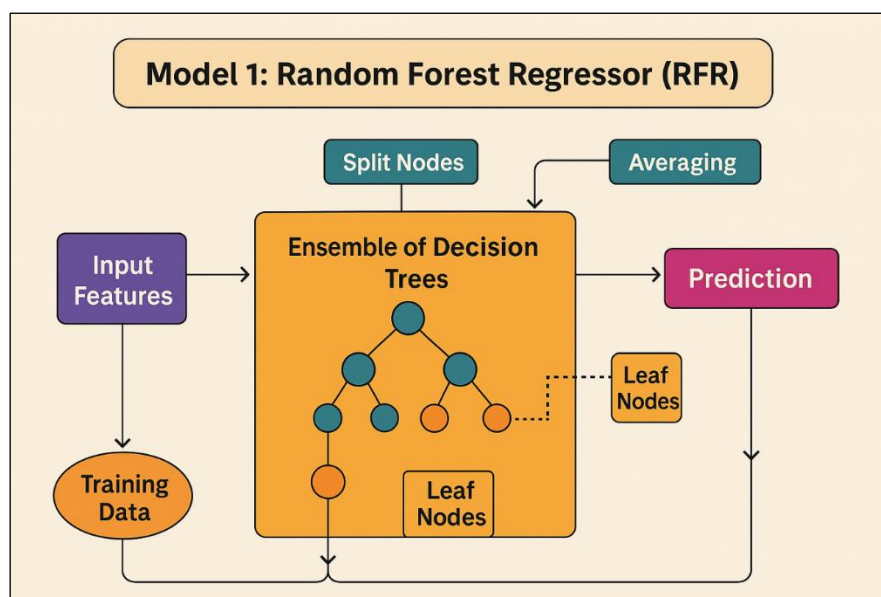 Model 1: Random Forest Regressor (RFR)
Split Nodes
Averaging
Input
Features
Ensemble of Decision
Trees
Prediction
Leaf
Nodes
Training
Data
Leaf
Nodes